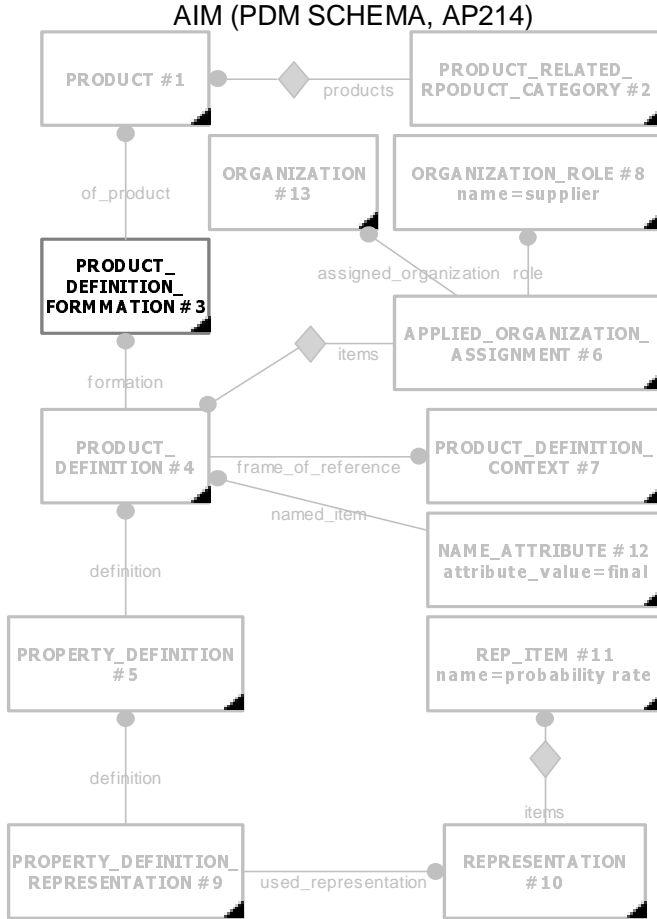 AIM (PDM SCHEMA, AP214)
PRODUCT #1
products
PRODUCT_RELATED_
RPODUCT_CATEGORY #2
of_product
ORGANIZATION
#13
ORGANIZATION_ROLE #8
name=supplier
PRODUCT_
DEFINITION_
FORMMATION #3
assigned_organization
role
formation
items
APPLIED_ORGANIZATION_
ASSIGNMENT #6
PRODUCT_
DEFINITION #4
frame_of_reference
PRODUCT_DEFINITION_
CONTEXT #7
named_item
NAME_ATTRIBUTE #12
attribute_value=final
definition
PROPERTY_DEFINITION
#5
REP_ITEM #11
name=probability rate
definition
items
PROPERTY_DEFINITION_
REPRESENTATION #9
used_representation
REPRESENTATION
#10